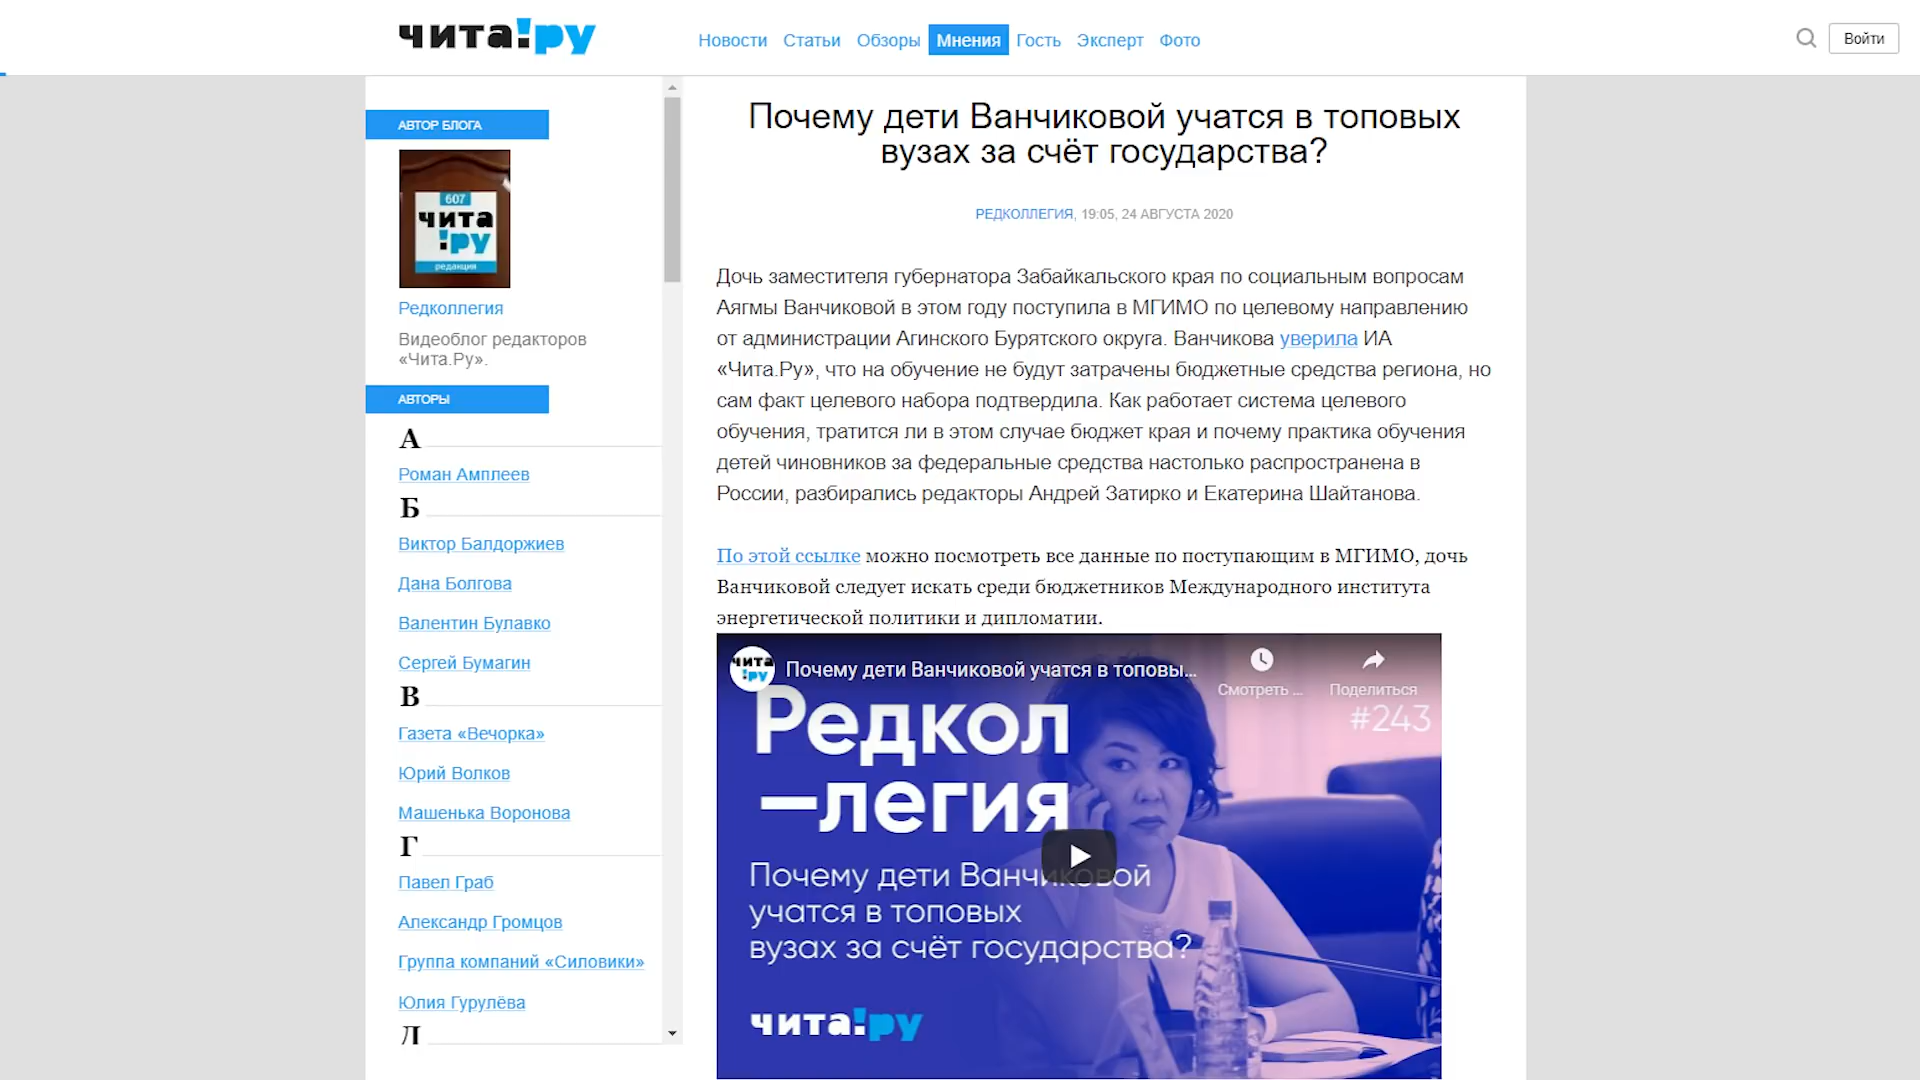 чита!ру
Новости Статьи Обзоры Мнения Гость Эксперт Фото
Войти
АВТОР БЛОГА
607
чита
!ру
редакция
Редколлегия
Видеоблог редакторов
«Чита.Ру».
АВТОРЫ
А
Роман Амплеев
Б
Виктор Балдоржиев
Дана Болгова
Валентин Булавко
Сергей Бумагин
В
Газета «Вечорка»
Юрий Волков
Машенька Воронова
Г
Павел Граб
Александр Громцов
Группа компаний «Силовики»
Юлия Гурулёва
Д
Почему дети Ванчиковой учатся в топовых
вузах за счёт государства?
РЕДКОЛЛЕГИЯ, 19:05, 24 АВГУСТА 2020
Дочь заместителя губернатора Забайкальского края по социальным вопросам
Аягмы Ванчиковой в этом году поступила в МГИМО по целевому направлению
от администрации Агинского Бурятского округа. Ванчикова уверила ИА
«Чита.Ру», что на обучение не будут затрачены бюджетные средства региона, но
сам факт целевого набора подтвердила. Как работает система целевого
обучения, тратится ли в этом случае бюджет края и почему практика обучения
детей чиновников за федеральные средства настолько распространена в
России, разбирались редакторы Андрей Затирко и Екатерина Шайтанова.
По этой ссылке можно посмотреть все данные по поступающим в МГИМО, дочь
Ванчиковой следует искать среди бюджетников Международного института
энергетической политики и дипломатии.
чита
!ру
Почему дети Ванчиковой учатся в топовы...
Смотреть ...
Поделиться
#243
Редкол
–легия
Почему дети Ванчиковой
учатся в топовых
вузах за счёт государства?
чита!ру